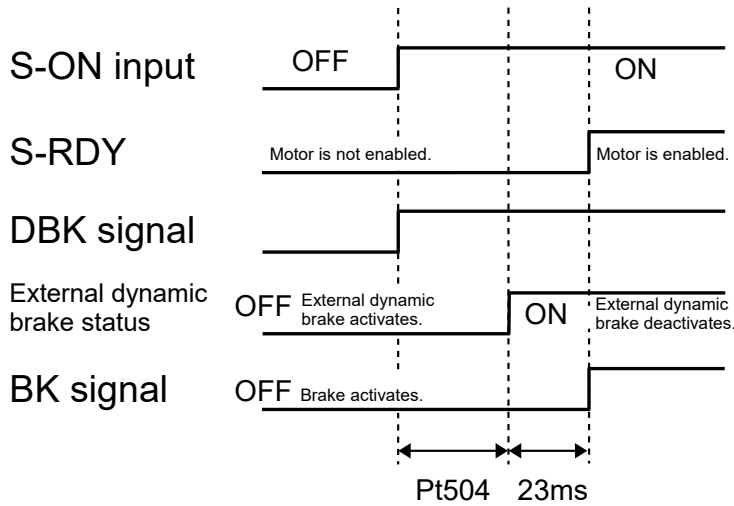 S-ON input
OFF
ON
S-RDY
Motor is not enabled.
Motor is enabled.
DBK signal
External dynamic
brake status
OFF
External dynamic
brake activates.
ON
External dynamic
brake deactivates.
BK signal
OFF
Brake activates.
Pt504
23ms